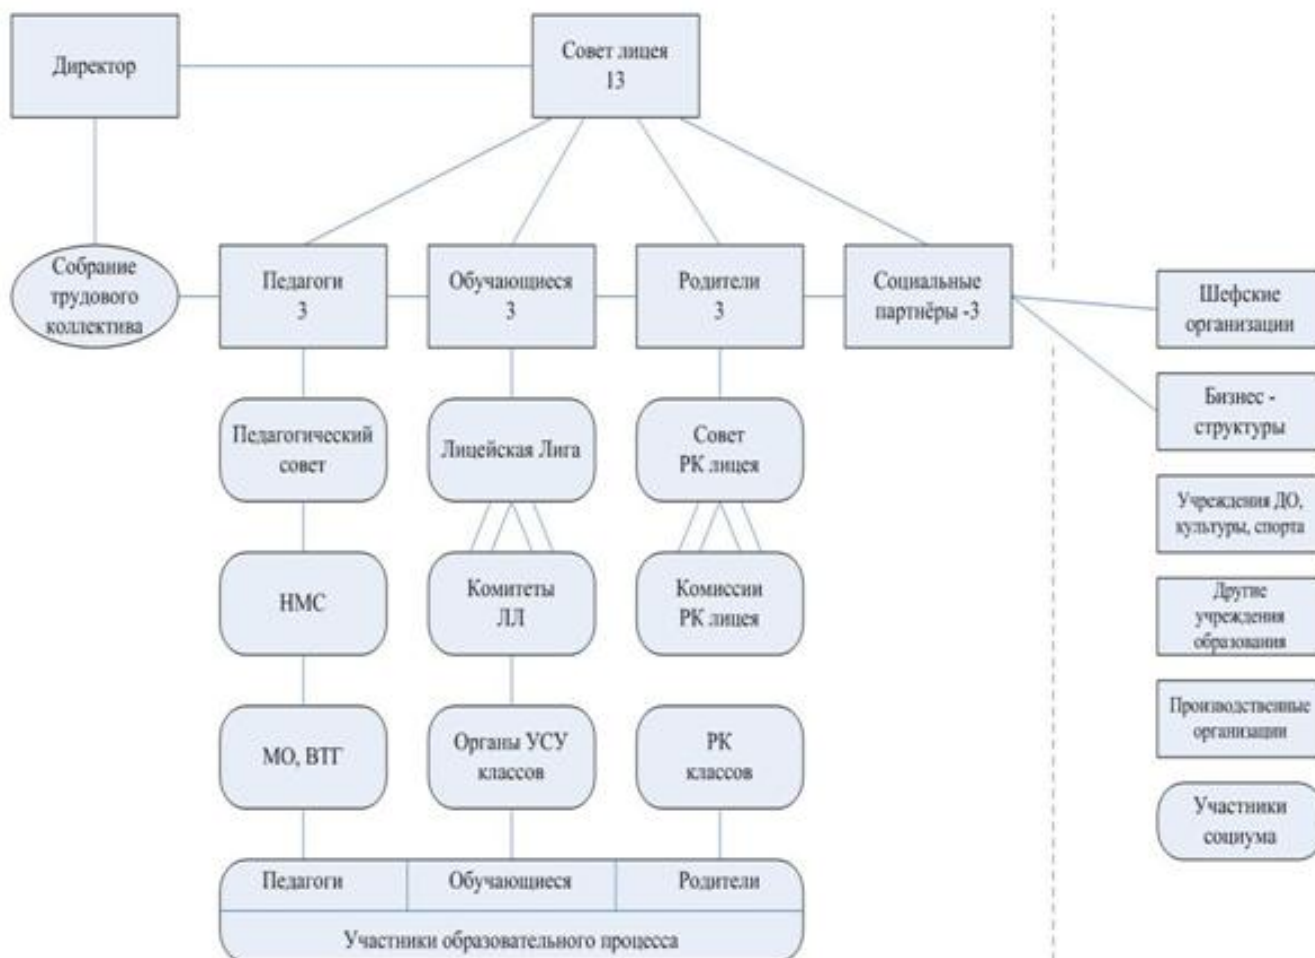 Директор
Совет лицея
13
Собрание
трудового
коллектива
Педагоги
3
Обучающиеся
3
Родители
3
Социальные
партнёры -3
Шефские
организации
Бизнес -
структуры
Учреждения ДО,
культуры, спорта
Другие
учреждения
образования
Производственные
организации
Участники
социума
Педагогический
совет
Лицейская Лига
Совет
РК лицея
НМС
Комитеты
ЛЛ
Комиссии
РК лицея
МО, ВТГ
Органы УСУ
классов
РК
классов
Педагоги
Обучающиеся
Родители
Участники образовательного процесса